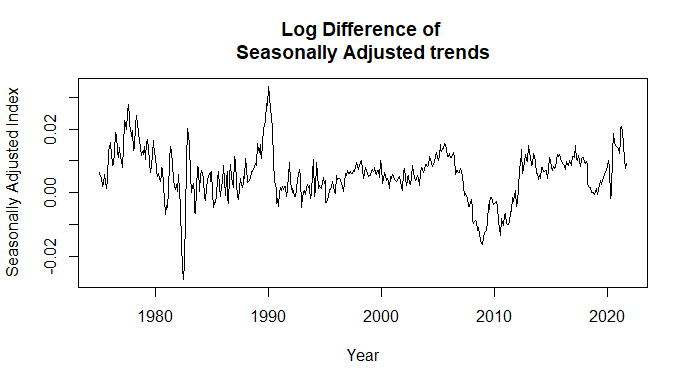 Log Difference of
Seasonally Adjusted trends
Seasonally Adjusted Index
0.02
0.00
-0.02
1980 1990 2000 2010 2020
Year